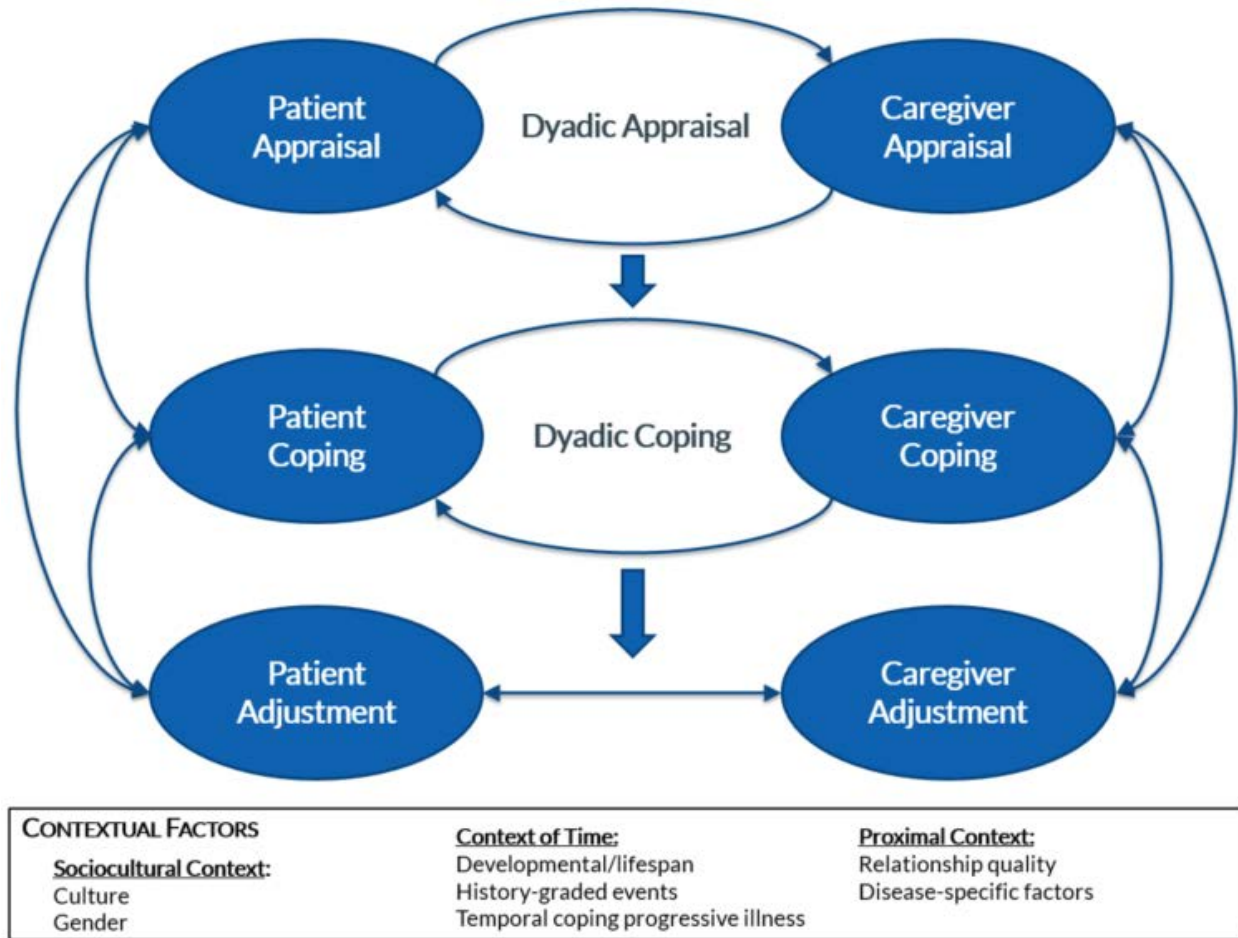 Patient
Appraisal
Dyadic Appraisal
Caregiver
Appraisal
Patient
Coping
Dyadic Coping
Caregiver
Coping
Patient
Adjustment
Caregiver
Adjustment
CONTEXTUAL FACTORS
Sociocultural Context:
Culture
Gender
Context of Time:
Developmental/lifespan
History-graded events
Temporal coping progressive illness
Proximal Context:
Relationship quality
Disease-specific factors